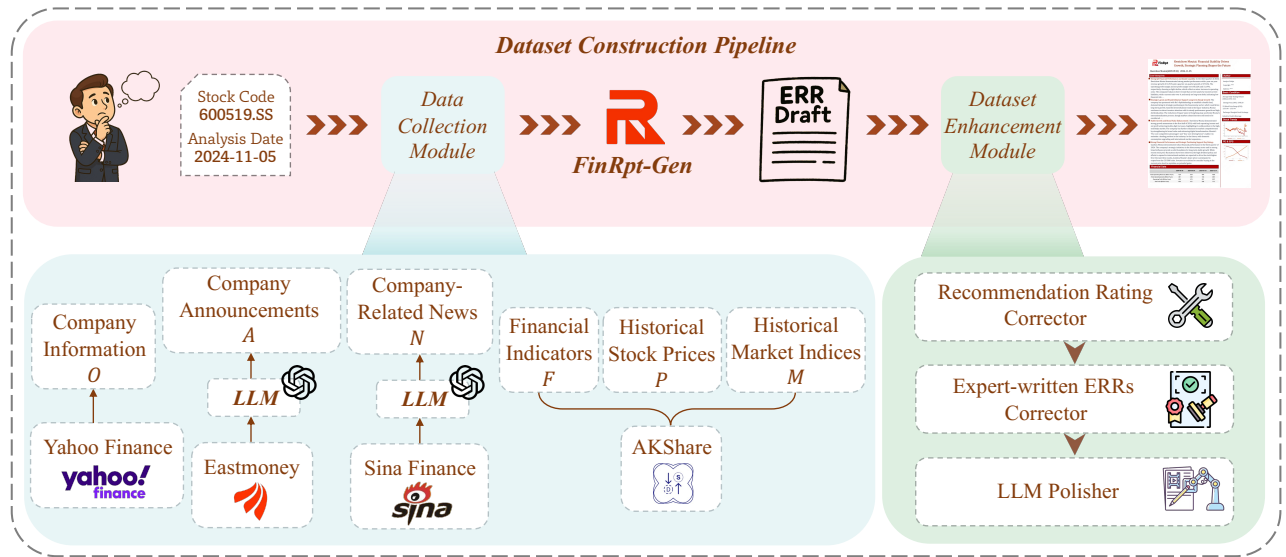 Dataset Construction Pipeline
Stock Code
600519.SS
Analysis Date
2024-11-05
Data
Collection
Module
FinRpt-Gen
ERR
Draft
Dataset
Enhancement
Module
Company
Information
O
Company
Announcements
A
Company-
Related News
N
Financial
Indicators
F
Historical
Stock Prices
P
Historical
Market Indices
M
LLM
LLM
Yahoo Finance
yahoo!
finance
Eastmoney
Sina Finance
sina
AKShare
D
S
Recommendation Rating
Corrector
Expert-written ERRs
Corrector
LLM Polisher